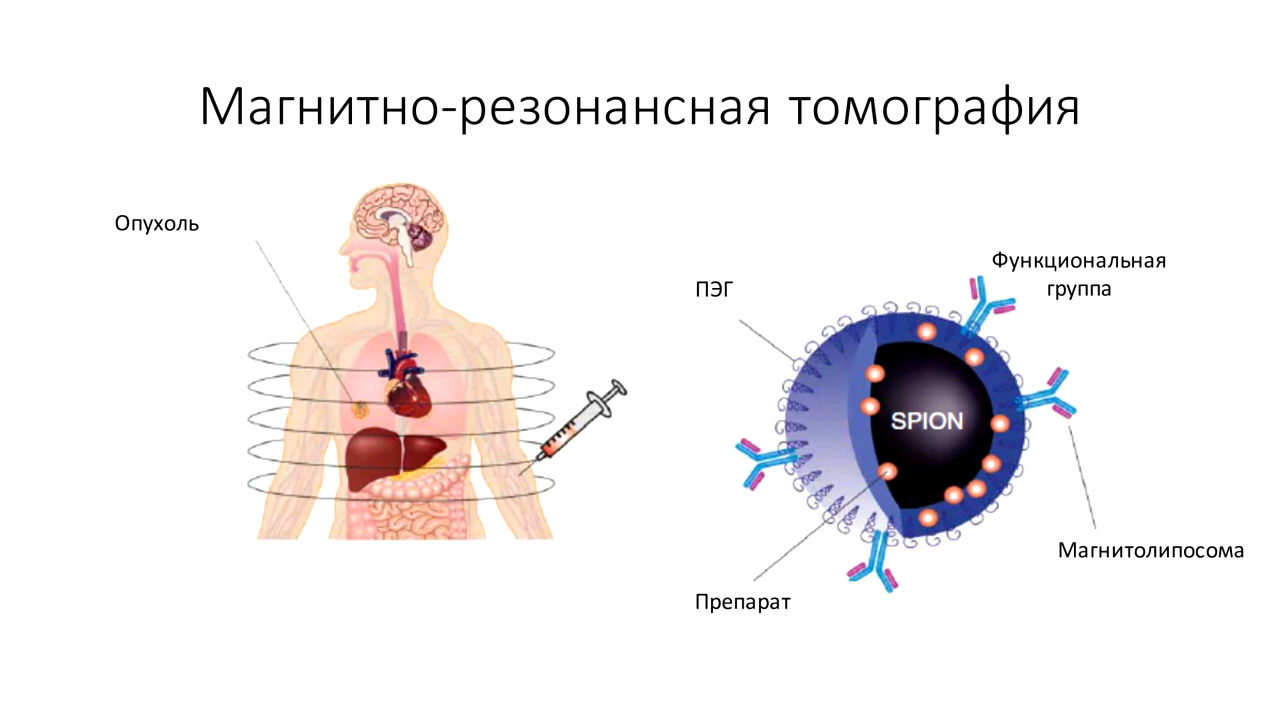 Магнитно-резонансная томография
Опухоль
ПЭГ
Функциональная
группа
SPION
Магнитолипосома
Препарат